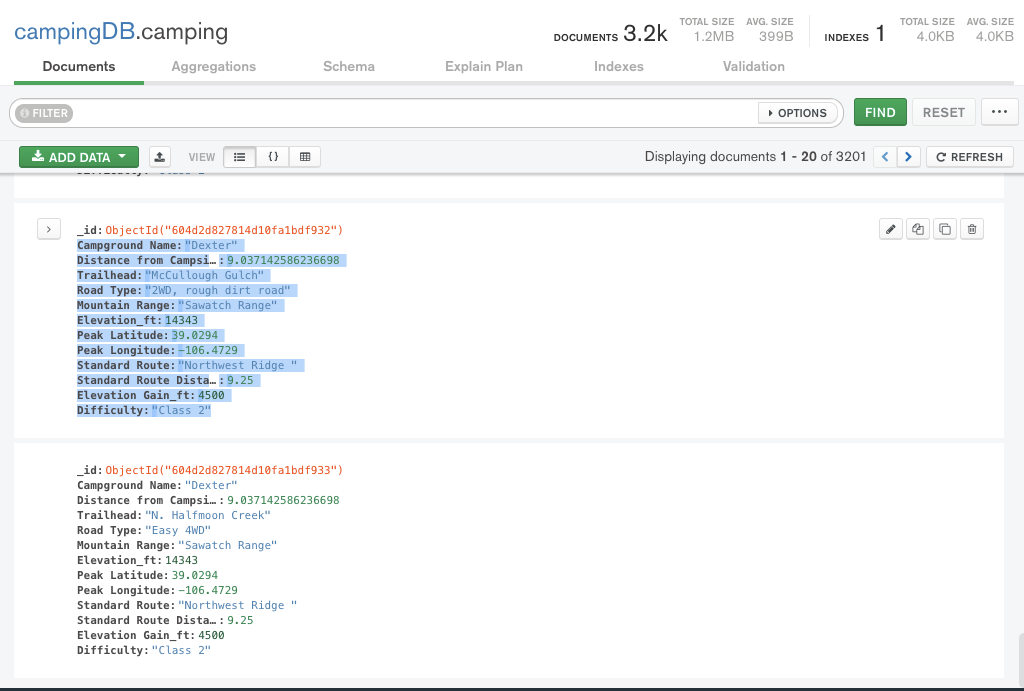 campingDB.camping
DOCUMENTS 3.2k TOTAL SIZE 1.2MB AVG. SIZE 399B INDEXES 1 TOTAL SIZE 4.0KB AVG. SIZE 4.0KB
Documents Aggregations Schema Explain Plan Indexes Validation
FILTER OPTIONS FIND RESET ...
ADD DATA VIEW {} Displaying documents 1 - 20 of 3201 < > REFRESH
_id: ObjectId("604d2d827814d10fa1bdf932")
Campground Name: "Dexter"
Distance from Campsi… : 9.037142586236698
Trailhead: "McCullough Gulch"
Road Type: "2WD, rough dirt road"
Mountain Range: "Sawatch Range"
Elevation_ft: 14343
Peak Latitude: 39.0294
Peak Longitude: -106.4729
Standard Route: "Northwest Ridge "
Standard Route Dista… : 9.25
Elevation Gain_ft: 4500
Difficulty: "Class 2"
_id: ObjectId("604d2d827814d10fa1bdf933")
Campground Name: "Dexter"
Distance from Campsi… : 9.037142586236698
Trailhead: "N. Halfmoon Creek"
Road Type: "Easy 4WD"
Mountain Range: "Sawatch Range"
Elevation_ft: 14343
Peak Latitude: 39.0294
Peak Longitude: -106.4729
Standard Route: "Northwest Ridge "
Standard Route Dista… : 9.25
Elevation Gain_ft: 4500
Difficulty: "Class 2"